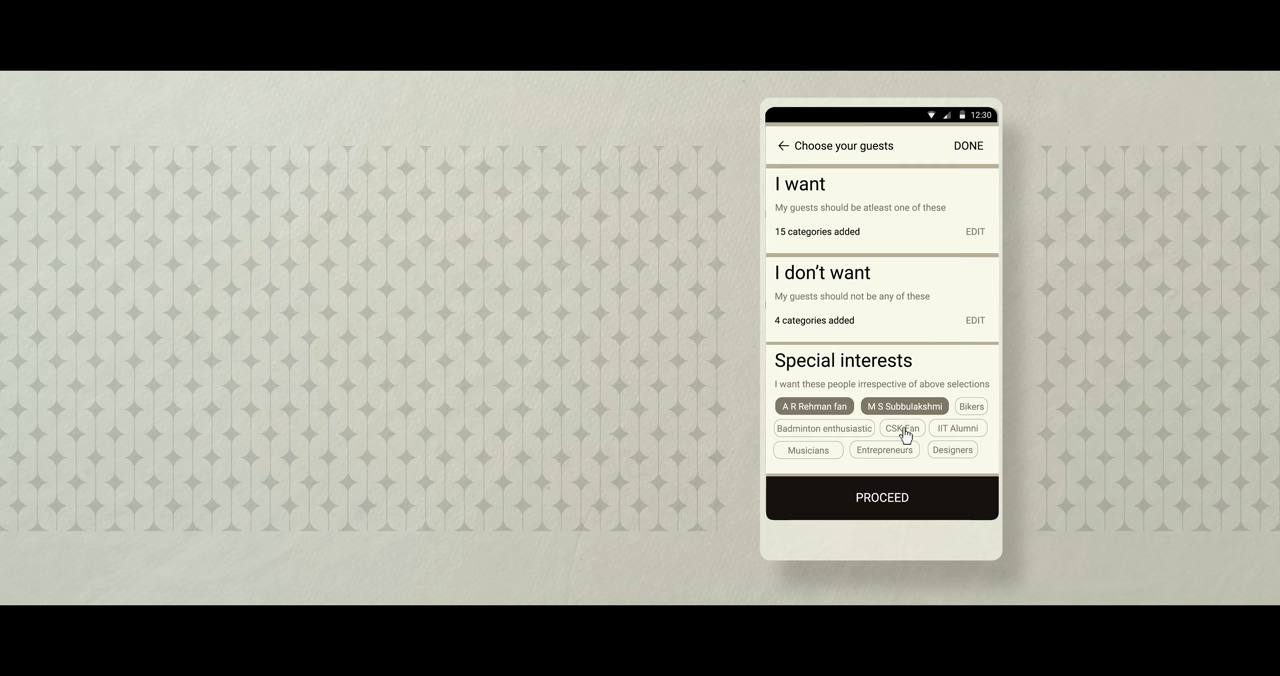 12:30
Choose your guests DONE
I want
My guests should be atleast one of these
15 categories added EDIT
I don't want
My guests should not be any of these
4 categories added EDIT
Special interests
I want these people irrespective of above selections
A R Rehman fan M S Subbulakshmi Bikers
Badminton enthusiastic CSK Fan IIT Alumni
Musicians Entrepreneurs Designers
PROCEED